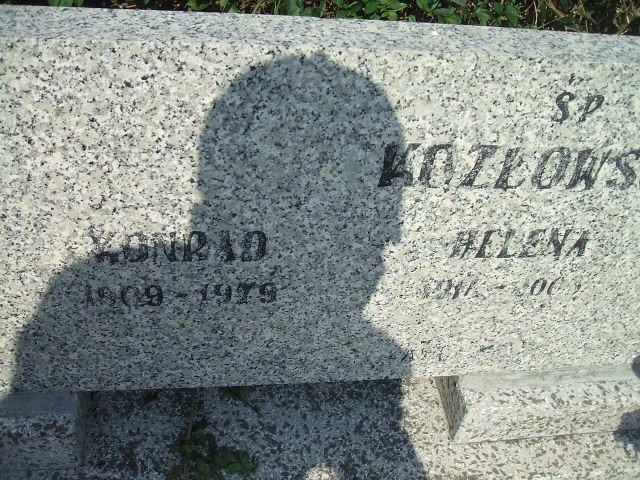 ŚP
KOZŁOWS
KONRAD HELENA
1909 - 1979